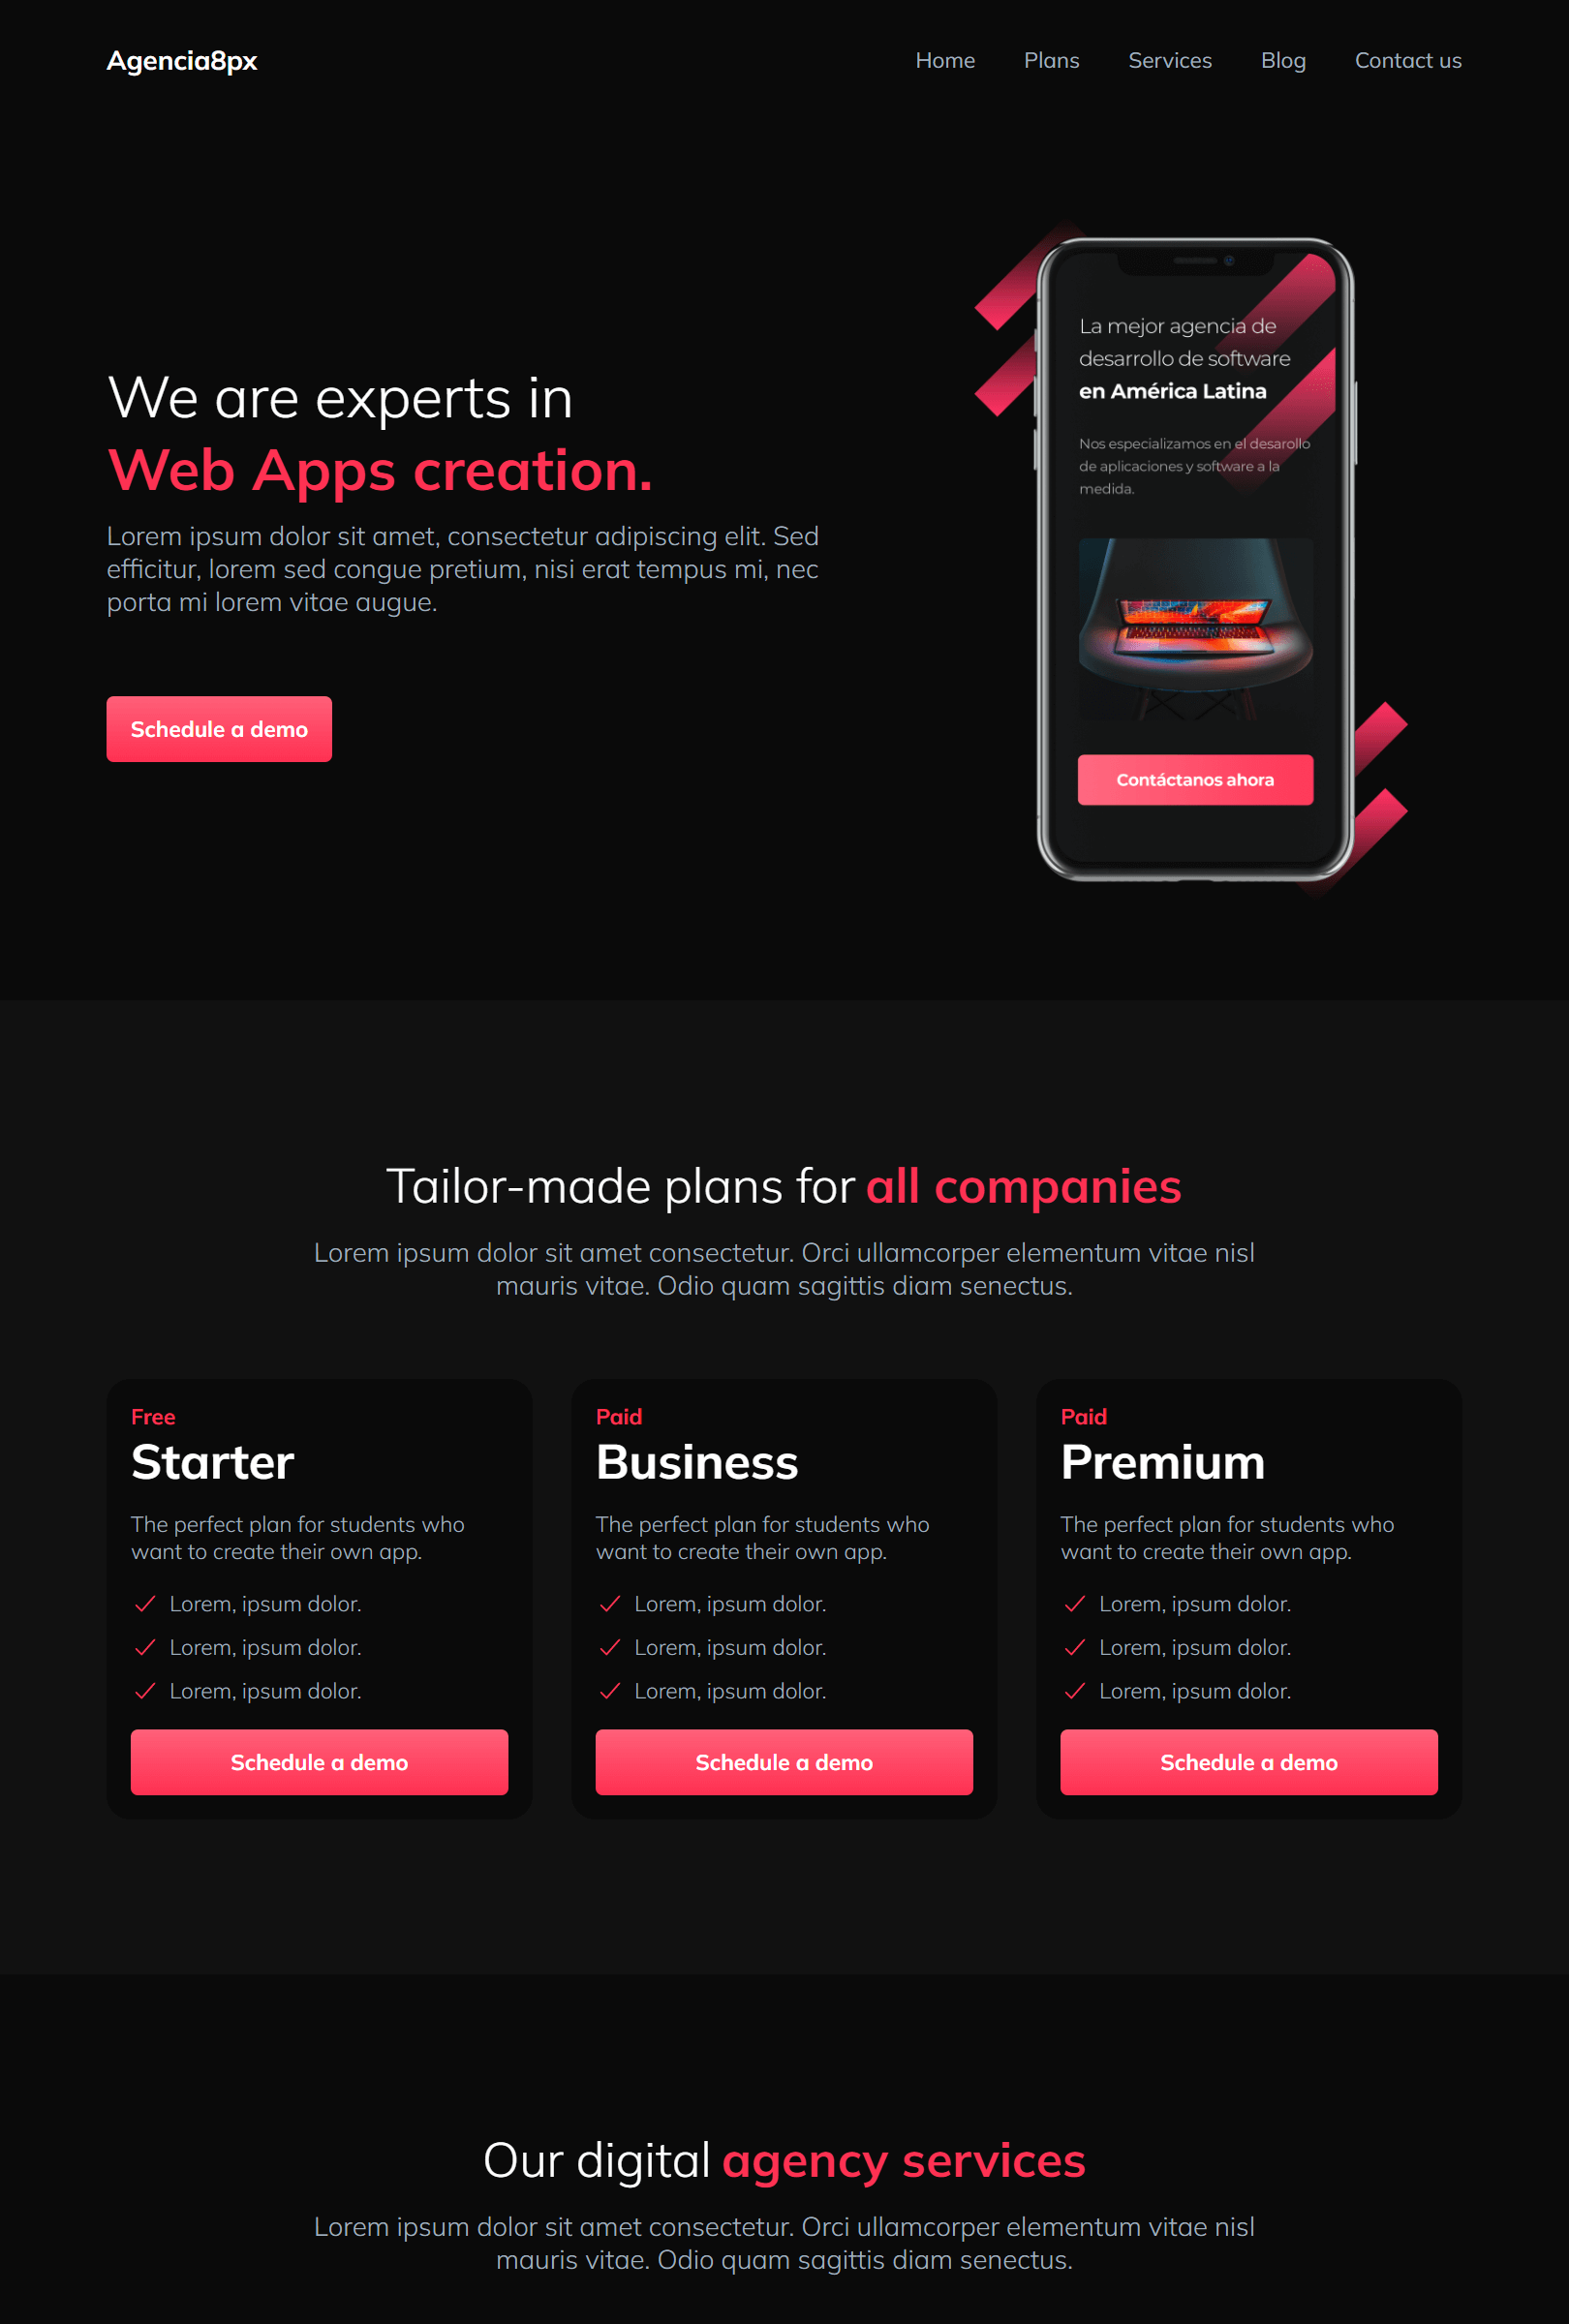 Agencia8px
Home
Plans
Services
Blog
Contact us
We are experts in
Web Apps creation.
Lorem ipsum dolor sit amet, consectetur adipiscing elit. Sed
efficitur, lorem sed congue pretium, nisi erat tempus mi, nec
porta mi lorem vitae augue.
Schedule a demo
La mejor agencia de
desarrollo de software
en América Latina
Nos especializamos en el desarollo
de aplicaciones y software a la
medida.
Contáctanos ahora
Tailor-made plans for all companies
Lorem ipsum dolor sit amet consectetur. Orci ullamcorper elementum vitae nisl
mauris vitae. Odio quam sagittis diam senectus.
Free
Starter
The perfect plan for students who
want to create their own app.
Lorem, ipsum dolor.
Lorem, ipsum dolor.
Lorem, ipsum dolor.
Schedule a demo
Paid
Business
The perfect plan for students who
want to create their own app.
Lorem, ipsum dolor.
Lorem, ipsum dolor.
Lorem, ipsum dolor.
Schedule a demo
Paid
Premium
The perfect plan for students who
want to create their own app.
Lorem, ipsum dolor.
Lorem, ipsum dolor.
Lorem, ipsum dolor.
Schedule a demo
Our digital agency services
Lorem ipsum dolor sit amet consectetur. Orci ullamcorper elementum vitae nisl
mauris vitae. Odio quam sagittis diam senectus.